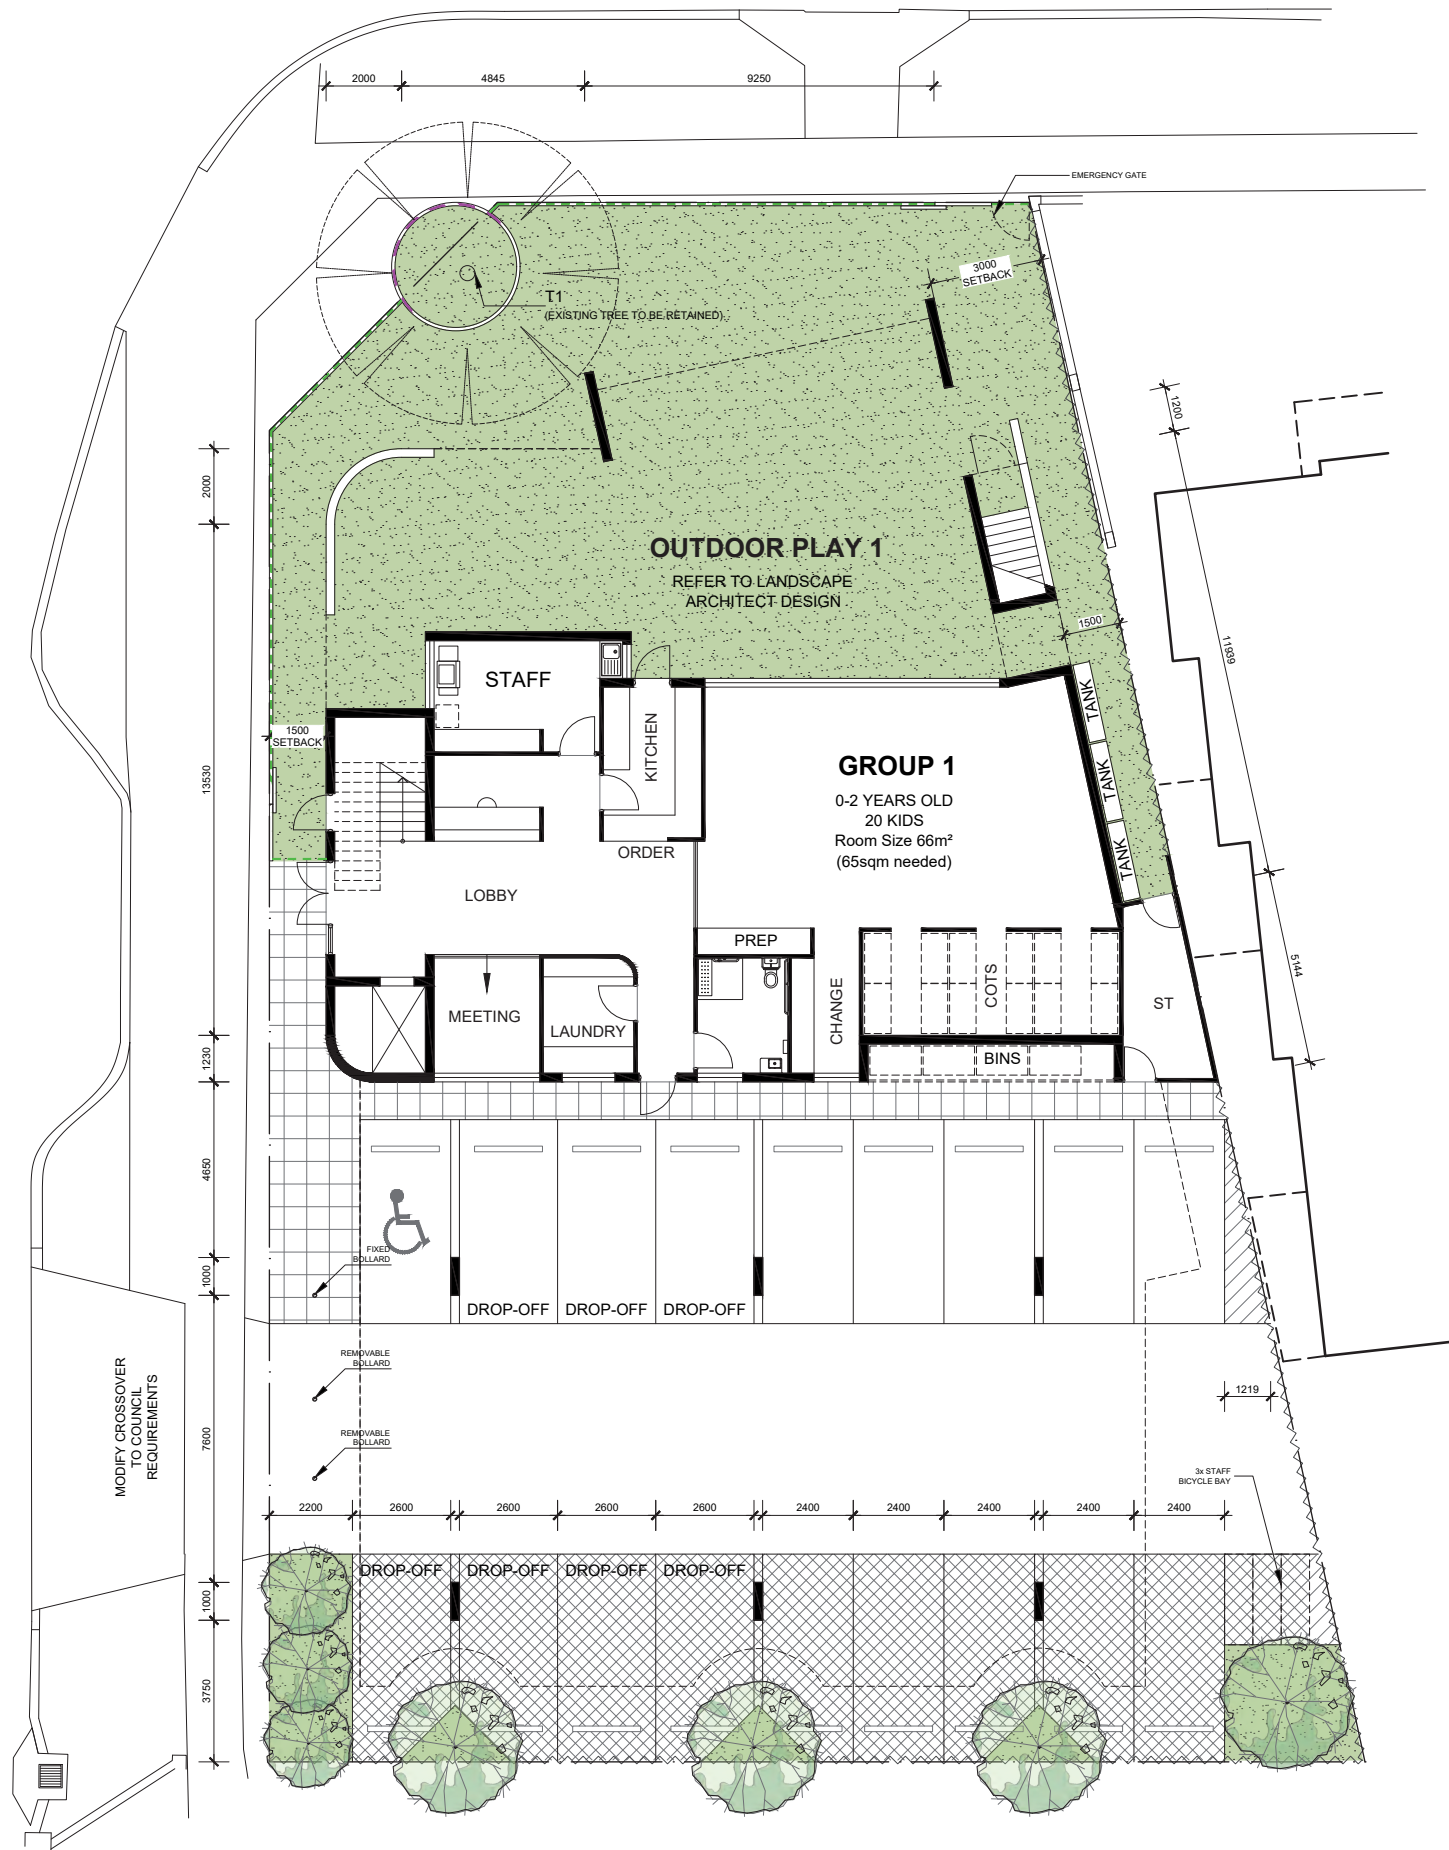 2000
4845
9250
EMERGENCY GATE
3000
SETBACK
T1
(EXISTING TREE TO BE RETAINED)
1200
2000
OUTDOOR PLAY 1
REFER TO LANDSCAPE
ARCHITECT DESIGN
1500
11939
STAFF
TANK
1500
SETBACK
KITCHEN
GROUP 1
0-2 YEARS OLD
20 KIDS
Room Size 66m²
(65sqm needed)
TANK
13530
ORDER
TANK
LOBBY
PREP
5144
COTS
ST
CHANGE
MEETING
LAUNDRY
BINS
1230
4650
FIXED
BOLLARD
1000
DROP-OFF
DROP-OFF
DROP-OFF
REMOVABLE
BOLLARD
1219
MODIFY CROSSOVER
TO COUNCIL
REQUIREMENTS
7600
REMOVABLE
BOLLARD
3x STAFF
BICYCLE BAY
2200
2600
2600
2600
2600
2400
2400
2400
2400
2400
DROP-OFF
DROP-OFF
DROP-OFF
DROP-OFF
1000
3750